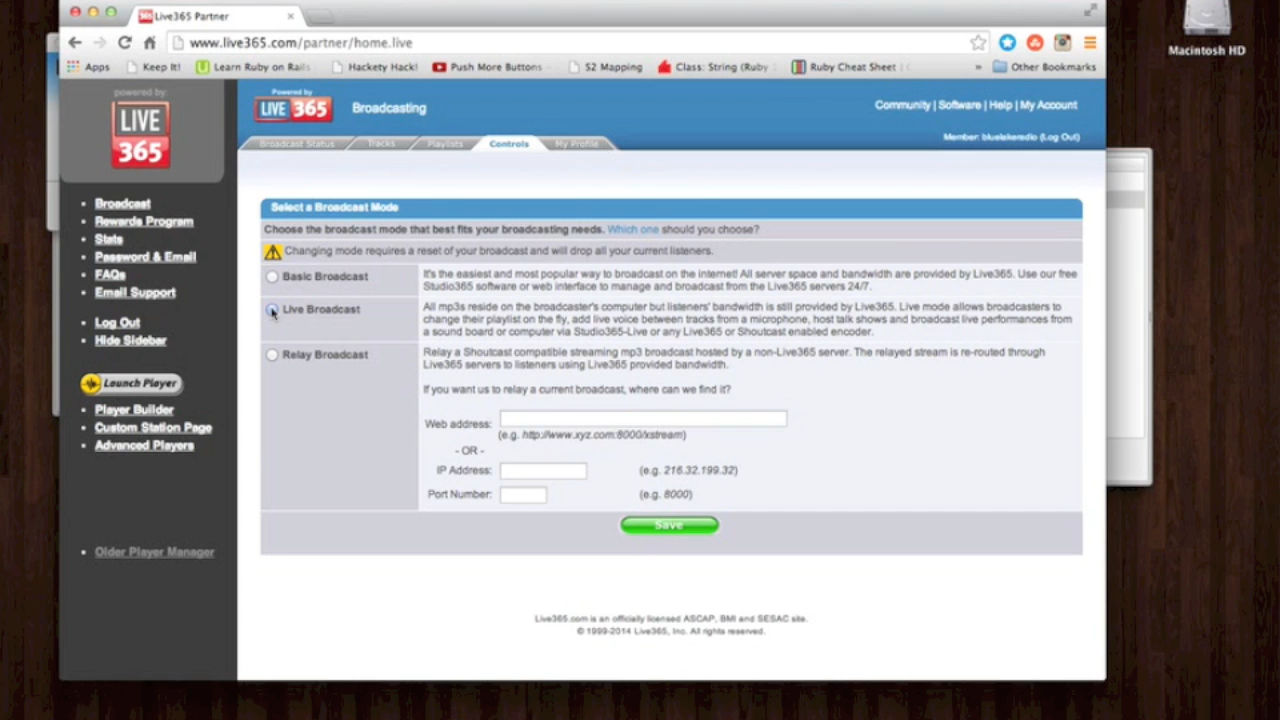 Live365 Partner
www.live365.com/partner/home.live
Apps
Keep It!
Learn Ruby on Rails
Hackety Hack!
Push More Buttons
S2 Mapping
Class: String (Ruby
Ruby Cheat Sheet | (
»
Other Bookmarks
Macintosh HD
powered by:
LIVE
365
Broadcast
Rewards Program
Stats
Password & Email
FAQs
Email Support
Log Out
Hide Sidebar
Launch Player
Player Builder
Custom Station Page
Advanced Players
Older Player Manager
Powered by
LIVE 365
Broadcasting
Community | Software | Help | My Account
Member: bluelakeradio (Log Out)
Broadcast Status
Tracks
Playlists
Controls
My Profile
Select a Broadcast Mode
Choose the broadcast mode that best fits your broadcasting needs. Which one should you choose?
Changing mode requires a reset of your broadcast and will drop all your current listeners.
Basic Broadcast
It's the easiest and most popular way to broadcast on the internet! All server space and bandwidth are provided by Live365. Use our free
Studio365 software or web interface to manage and broadcast from the Live365 servers 24/7.
Live Broadcast
All mp3s reside on the broadcaster's computer but listeners' bandwidth is still provided by Live365. Live mode allows broadcasters to
change their playlist on the fly, add live voice between tracks from a microphone, host talk shows and broadcast live performances from
a sound board or computer via Studio365-Live or any Live365 or Shoutcast enabled encoder.
Relay Broadcast
Relay a Shoutcast compatible streaming mp3 broadcast hosted by a non-Live365 server. The relayed stream is re-routed through
Live365 servers to listeners using Live365 provided bandwidth.
If you want us to relay a current broadcast, where can we find it?
Web address:
(e.g. http://www.xyz.com:8000/xstream)
- OR -
IP Address:
(e.g. 216.32.199.32)
Port Number:
(e.g. 8000)
Save
Live365.com is an officially licensed ASCAP, BMI and SESAC site.
© 1999-2014 Live365, Inc. All rights reserved.